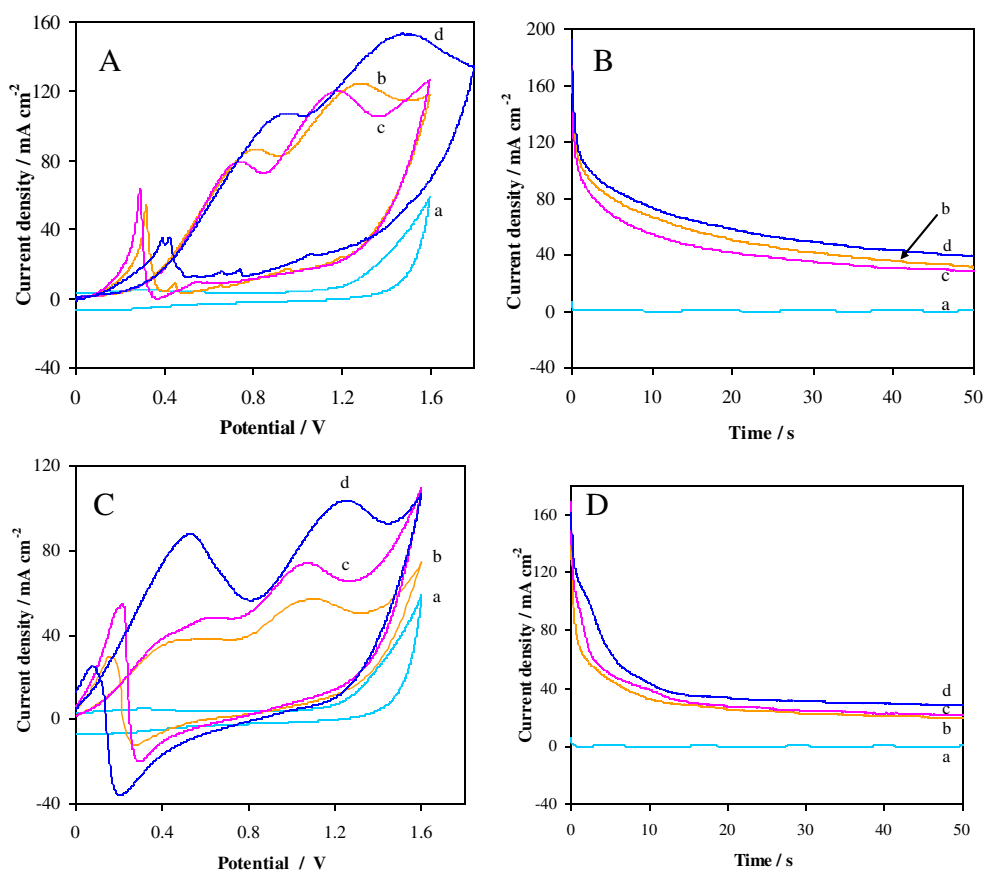 A
Current density / mA cm-2
160
120
80
40
0
-40
d
b
c
a
0 0.4 0.8 1.2 1.6
Potential / V
B
Current density / mA cm-2
200
160
120
80
40
0
-40
b
d
c
a
0 10 20 30 40 50
Time / s
C
Current density / mA cm-2
120
80
40
0
-40
d
b
c
a
0 0.4 0.8 1.2 1.6
Potential / V
D
Current density / mA cm-2
160
120
80
40
0
-40
d
c
b
a
0 10 20 30 40 50
Time / s